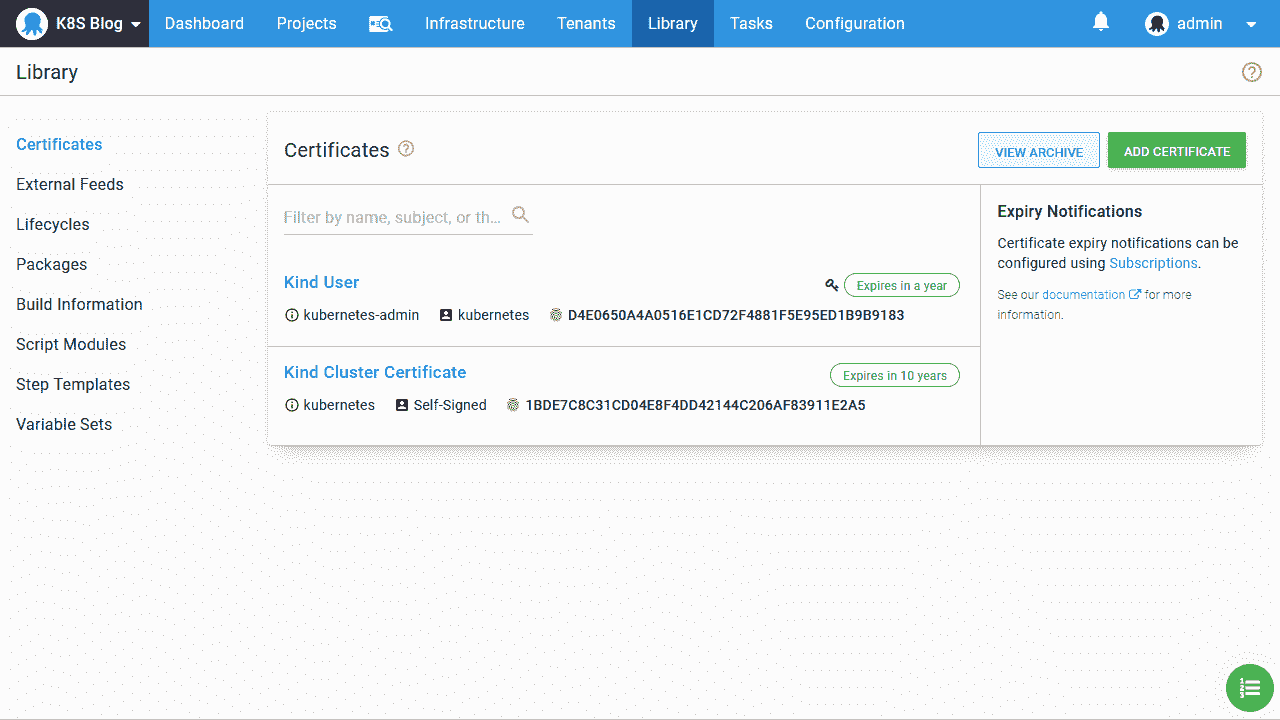 K8S Blog Dashboard Projects Infrastructure Tenants Library Tasks Configuration admin
Library
Certificates
External Feeds
Lifecycles
Packages
Build Information
Script Modules
Step Templates
Variable Sets
Certificates
VIEW ARCHIVE ADD CERTIFICATE
Filter by name, subject, or th...
Kind User
Expires in a year
kubernetes-admin kubernetes D4E0650A4A0516E1CD72F4881F5E95ED1B9B9183
Kind Cluster Certificate
Expires in 10 years
kubernetes Self-Signed 1BDE7C8C31CD04E8F4DD42144C206AF83911E2A5
Expiry Notifications
Certificate expiry notifications can be
configured using Subscriptions.
See our documentation for more
information.